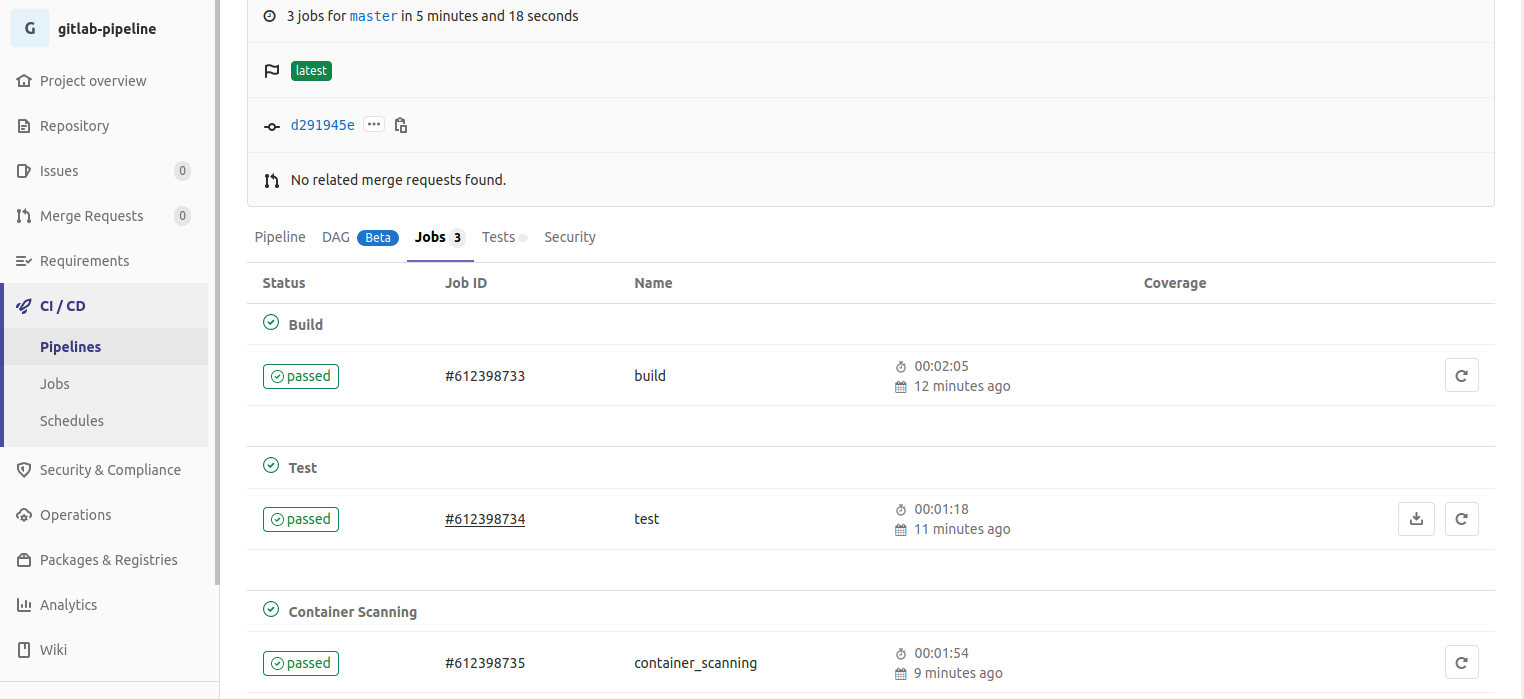 G gitlab-pipeline
Project overview
Repository
Issues 0
Merge Requests 0
Requirements
CI / CD
Pipelines
Jobs
Schedules
Security & Compliance
Operations
Packages & Registries
Analytics
Wiki
3 jobs for master in 5 minutes and 18 seconds
latest
d291945e ...
No related merge requests found.
Pipeline DAG Beta Jobs 3 Tests Security
Status Job ID Name Coverage
Build
passed #612398733 build 00:02:05
12 minutes ago
Test
passed #612398734 test 00:01:18
11 minutes ago
Container Scanning
passed #612398735 container_scanning 00:01:54
9 minutes ago